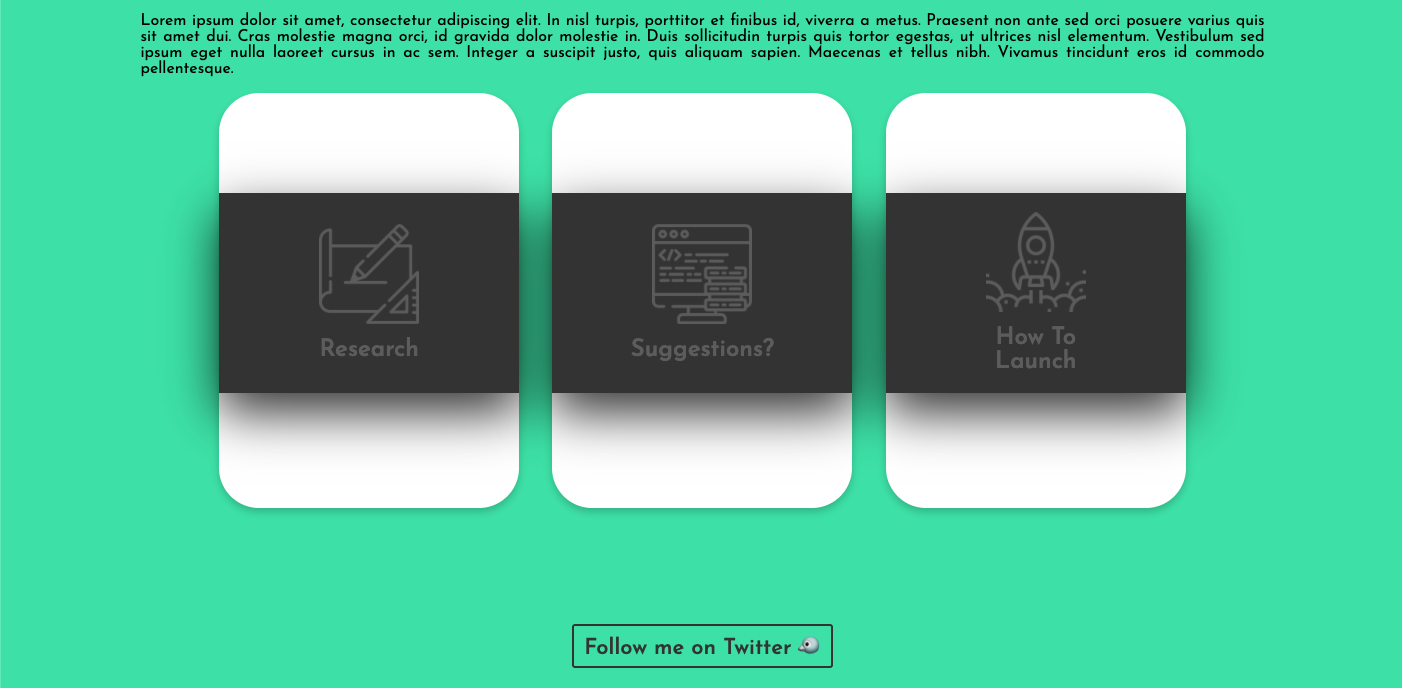 Lorem ipsum dolor sit amet, consectetur adipiscing elit. In nisl turpis, porttitor et finibus id, viverra a metus. Praesent non ante sed orci posuere varius quis
sit amet dui. Cras molestie magna orci, id gravida dolor molestie in. Duis sollicitudin turpis quis tortor egestas, ut ultrices nisl elementum. Vestibulum sed
ipsum eget nulla laoreet cursus in ac sem. Integer a suscipit justo, quis aliquam sapien. Maecenas et tellus nibh. Vivamus tincidunt eros id commodo
pellentesque.
Research
Suggestions?
How To
Launch
Follow me on Twitter